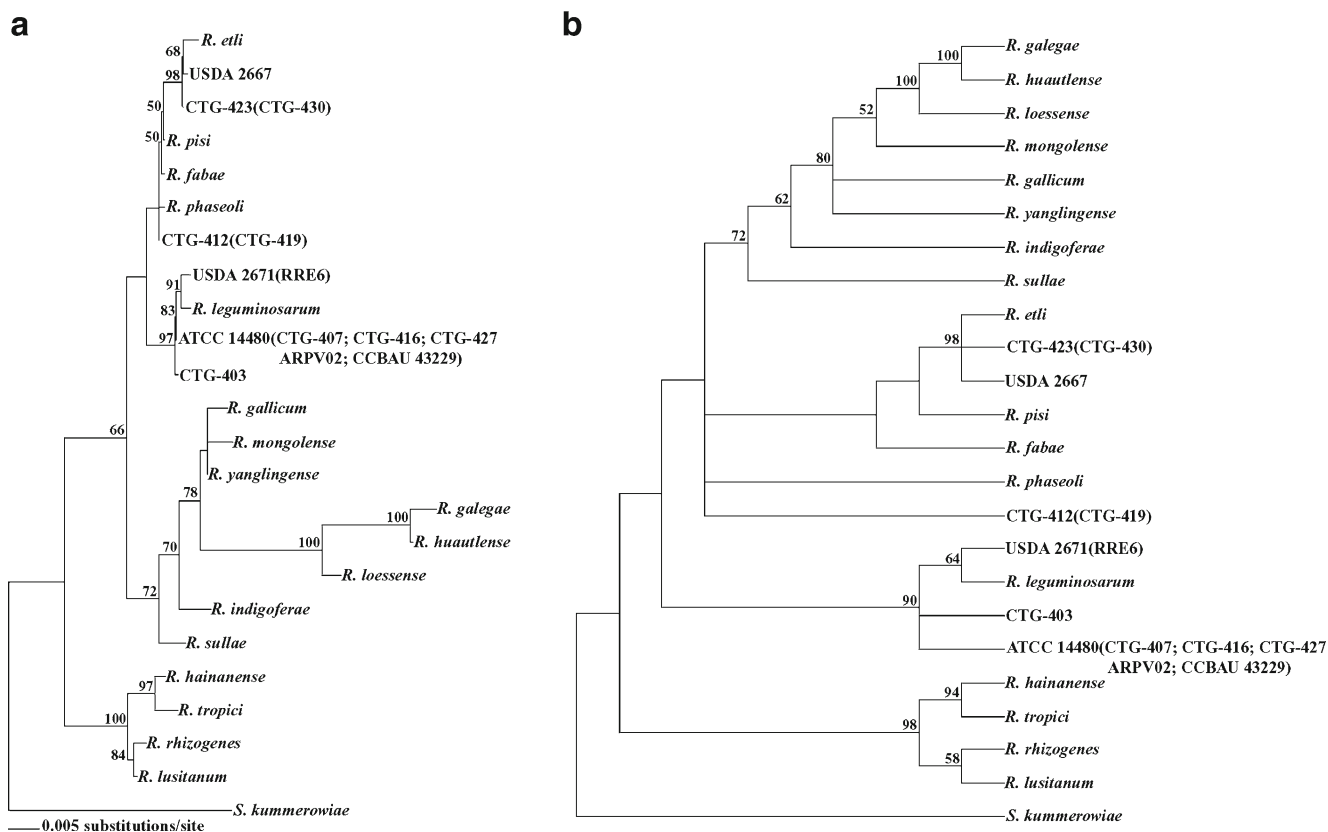 a
R. etli
68
98
USDA 2667
CTG-423(CTG-430)
50
50
R. pisi
R. fabae
R. phaseoli
CTG-412(CTG-419)
USDA 2671(RRE6)
91
R. leguminosarum
83
97
ATCC 14480(CTG-407; CTG-416; CTG-427
ARPV02; CCBAU 43229)
CTG-403
R. gallicum
66
R. mongolense
R. yanglingense
78
R. galegae
100
R. huautlense
100
70
R. loessense
72
R. indigoferae
R. sullae
R. hainanense
97
R. tropici
100
R. rhizogenes
84
R. lusitanum
S. kummerowiae
0.005 substitutions/site
b
R. galegae
100
R. huautlense
100
R. loessense
52
R. mongolense
80
R. gallicum
62
R. yanglingense
72
R. indigoferae
R. sullae
R. etli
98
CTG-423(CTG-430)
USDA 2667
R. pisi
R. fabae
R. phaseoli
CTG-412(CTG-419)
USDA 2671(RRE6)
64
R. leguminosarum
90
CTG-403
ATCC 14480(CTG-407; CTG-416; CTG-427
ARPV02; CCBAU 43229)
R. hainanense
94
R. tropici
98
R. rhizogenes
58
R. lusitanum
S. kummerowiae